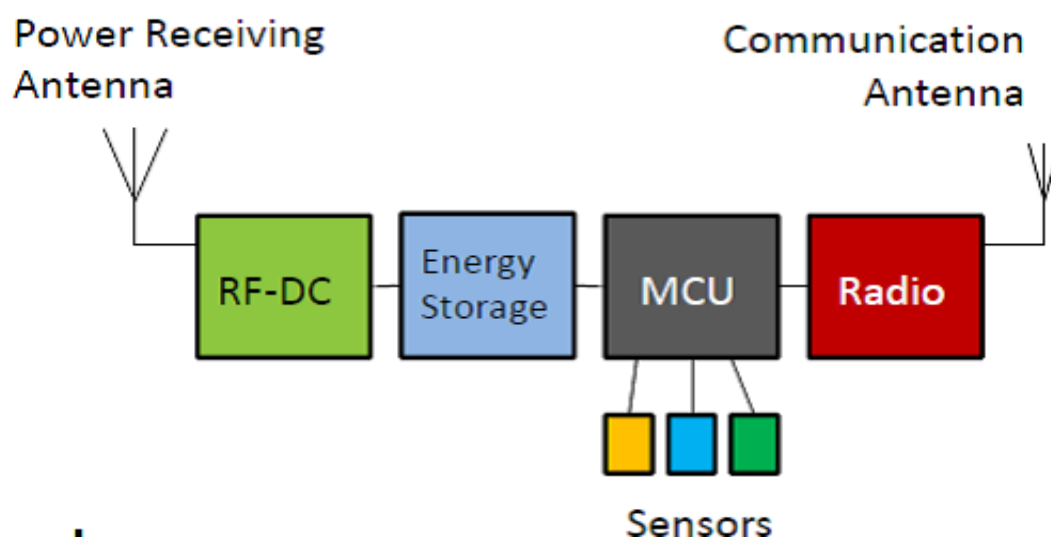 Power Receiving
Antenna
Communication
Antenna
RF-DC
Energy
Storage
MCU
Radio
Sensors